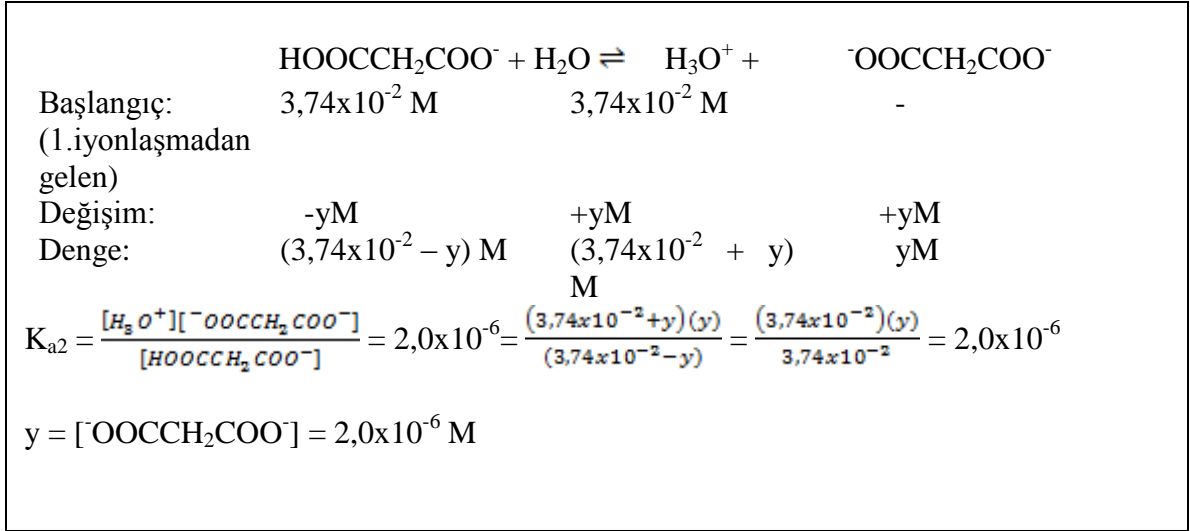 HOOCCH₂COO⁻ + H₂O ⇌ H₃O⁺ + ⁻OOCCH₂COO⁻
Başlangıç: 3,74x10⁻² M 3,74x10⁻² M -
(1.iyonlaşmadan
gelen)
Değişim: -yM +yM +yM
Denge: (3,74x10⁻² – y) M (3,74x10⁻² + y) yM
M
Kₐ₂ = [H₃O⁺][⁻OOCCH₂COO⁻] / [HOOCCH₂COO⁻] = 2,0x10⁻⁶ = (3,74x10⁻²+y)(y) / (3,74x10⁻²−y) = (3,74x10⁻²)(y) / 3,74x10⁻² = 2,0x10⁻⁶
y = [⁻OOCCH₂COO⁻] = 2,0x10⁻⁶ M